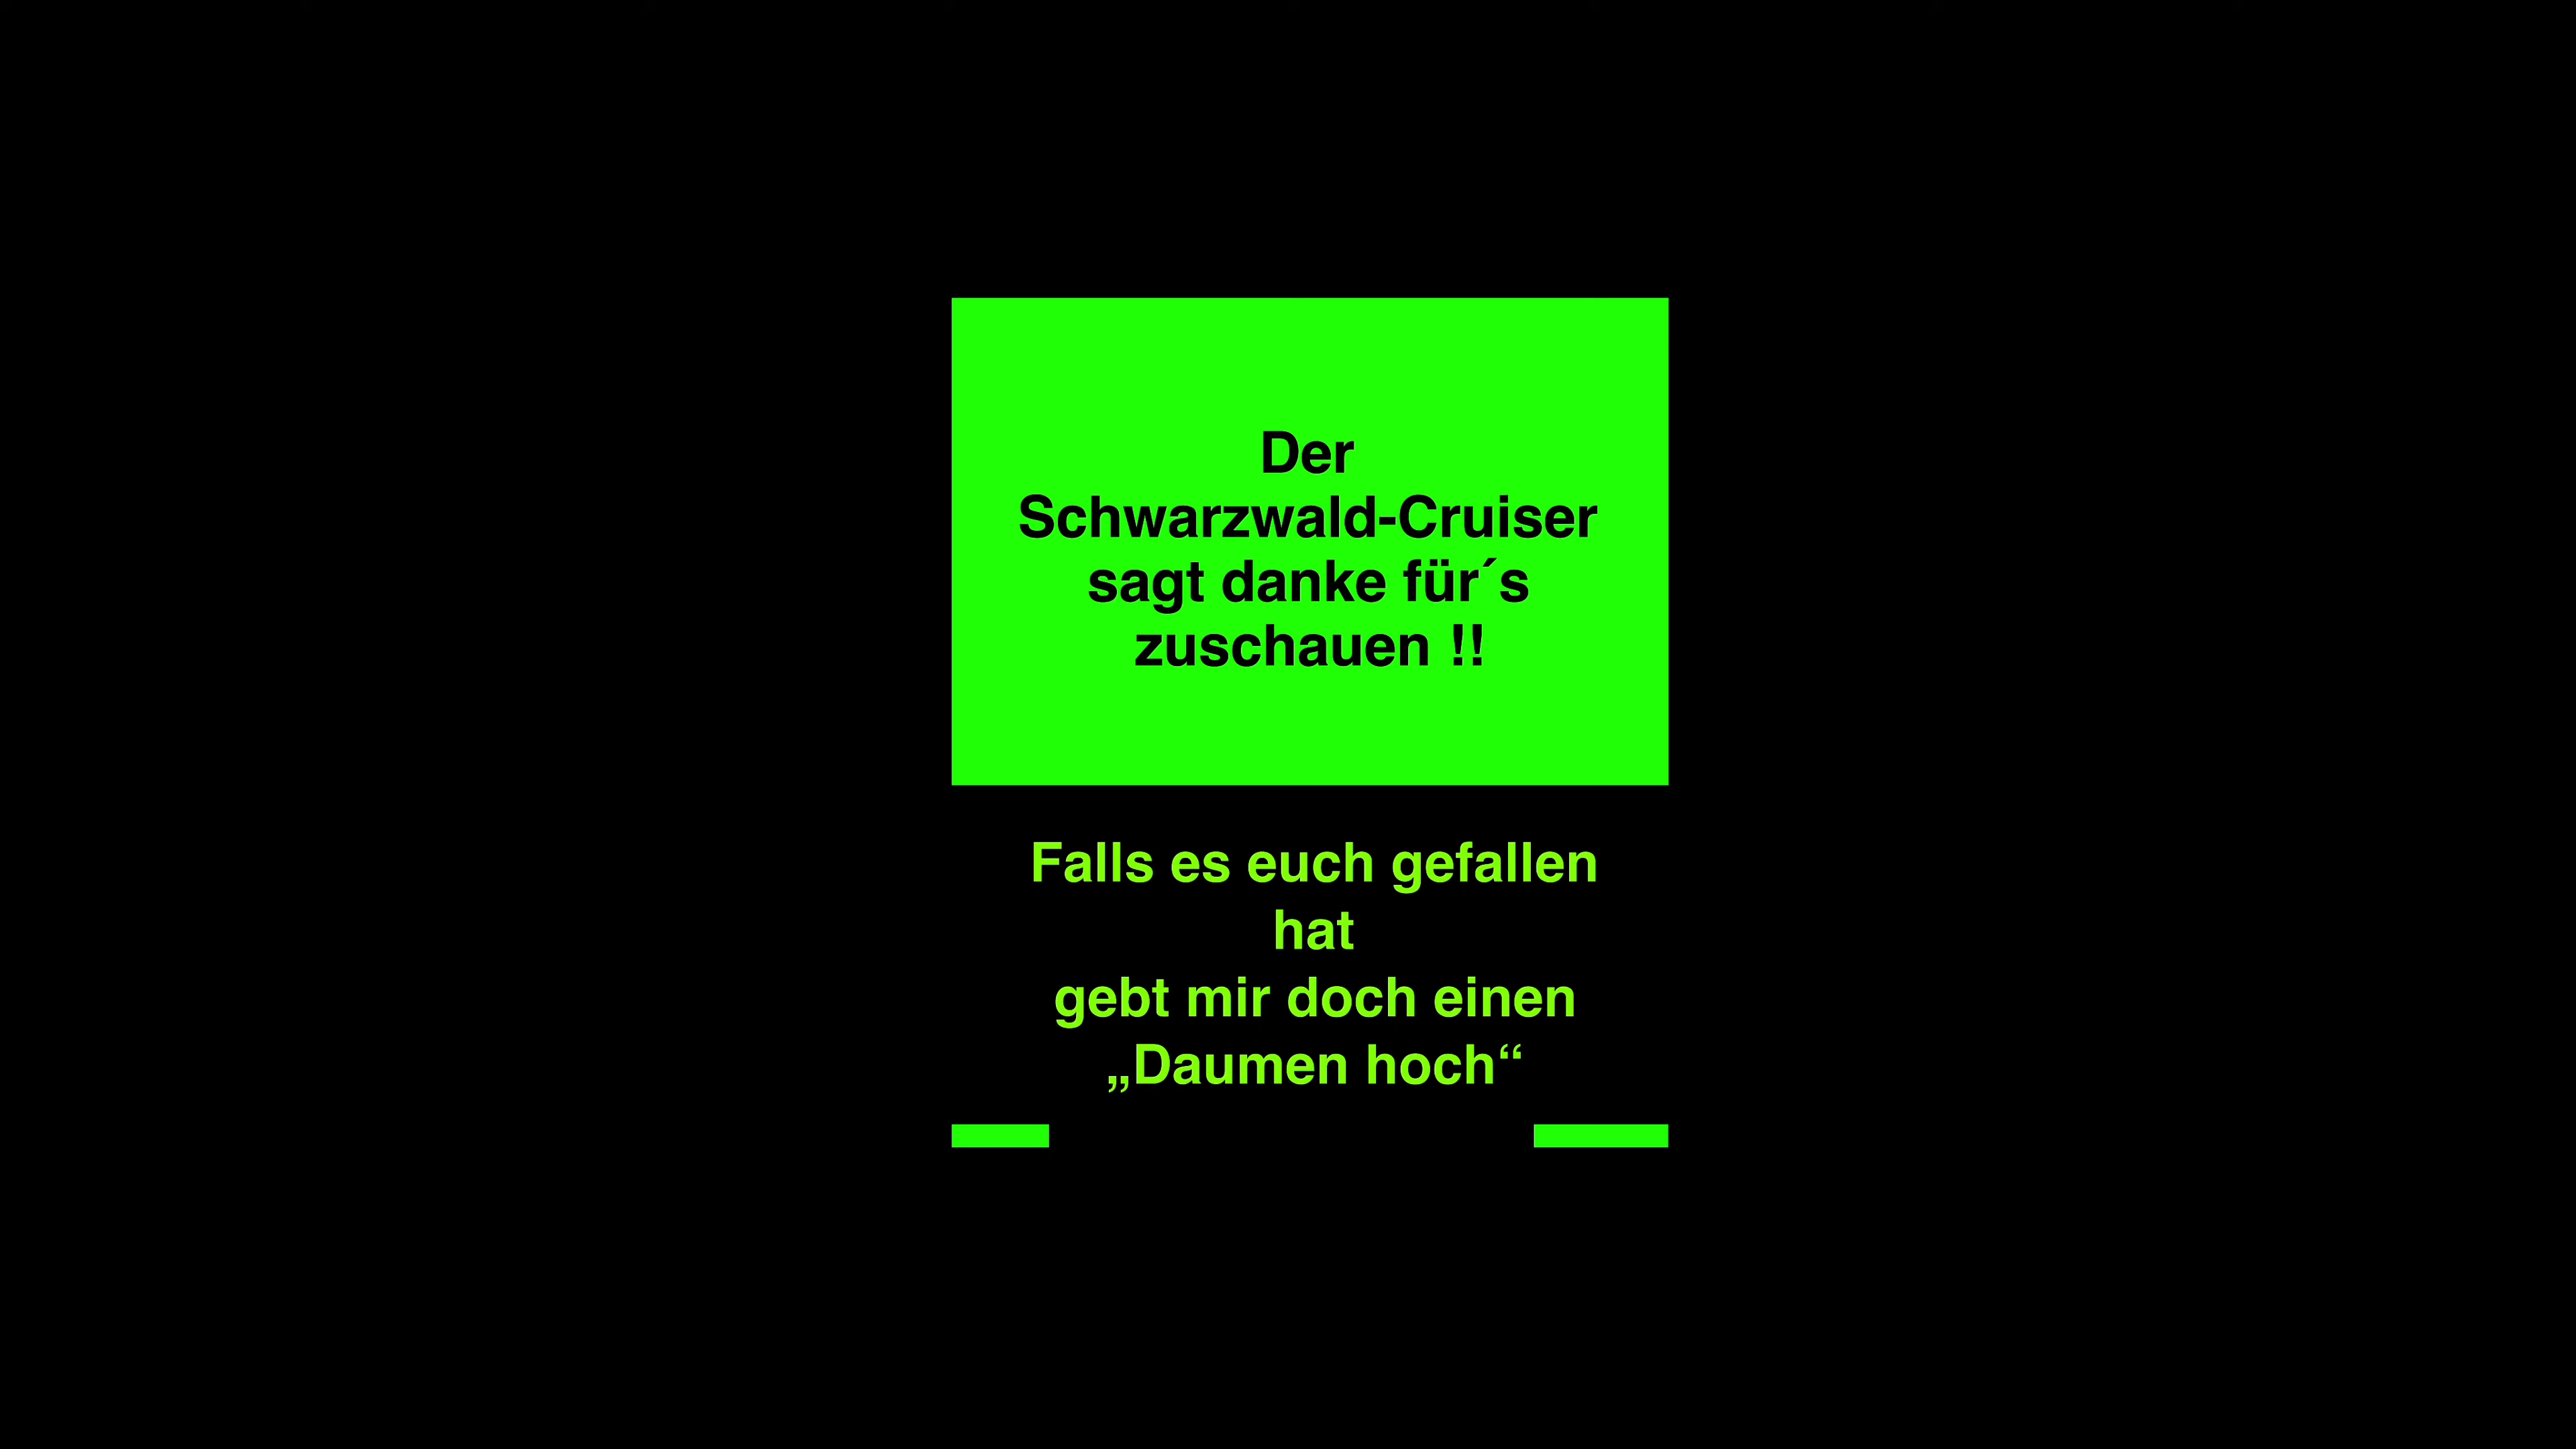 Der
Schwarzwald-Cruiser
sagt danke für´s
zuschauen !!
Falls es euch gefallen
hat
gebt mir doch einen
„Daumen hoch“